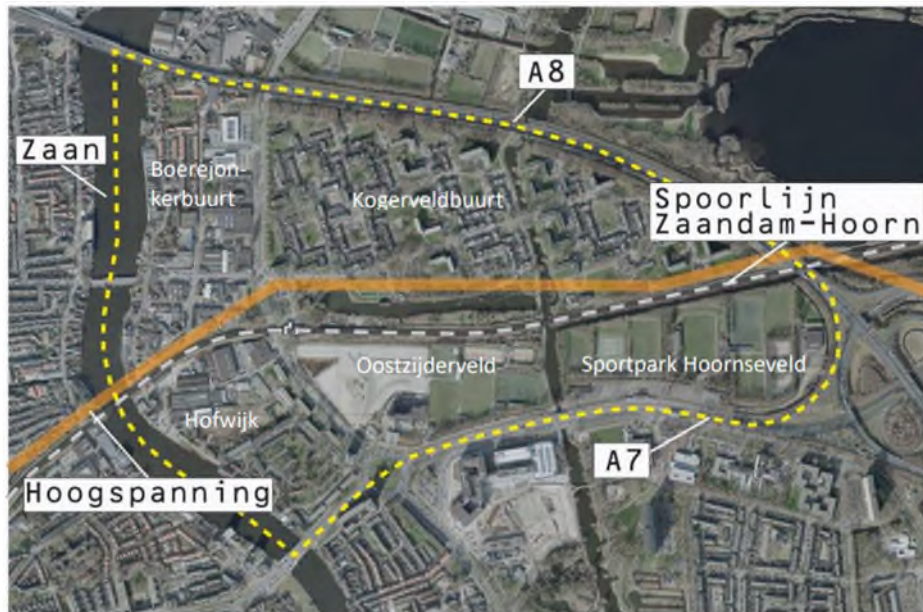 A8
Zaan
Boerejon-
kerbuurt
Kogerveldbuurt
Spoorlijn
Zaandam-Hoorn
Oostzijderveld
Sportpark Hoornseveld
Hofwijk
A7
Hoogspanning